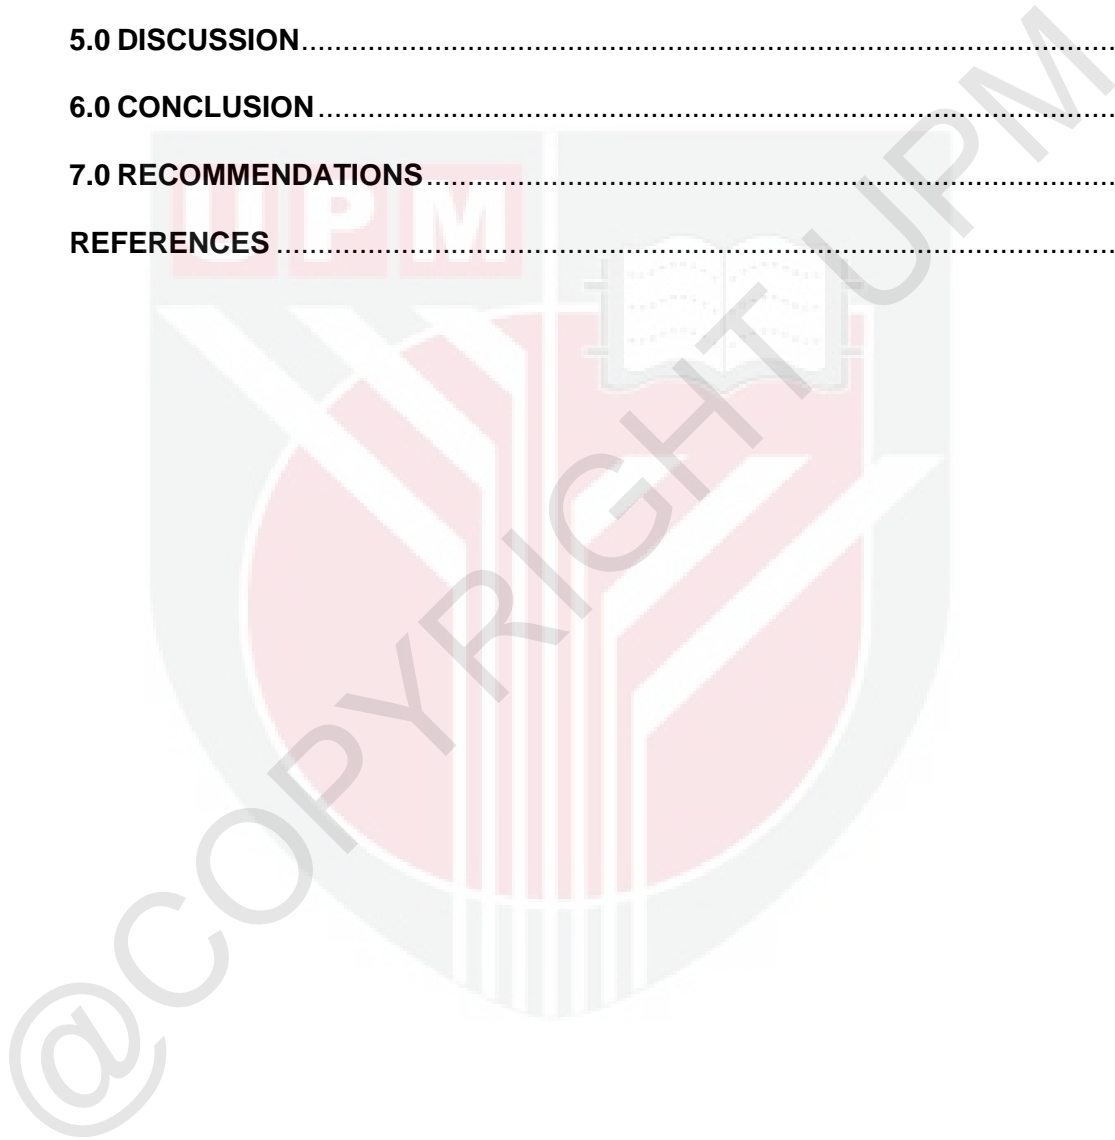 5.0 DISCUSSION................................................................................
6.0 CONCLUSION................................................................................
7.0 RECOMMENDATIONS................................................................................
REFERENCES................................................................................
UPM
@COPYRIGHT UPM